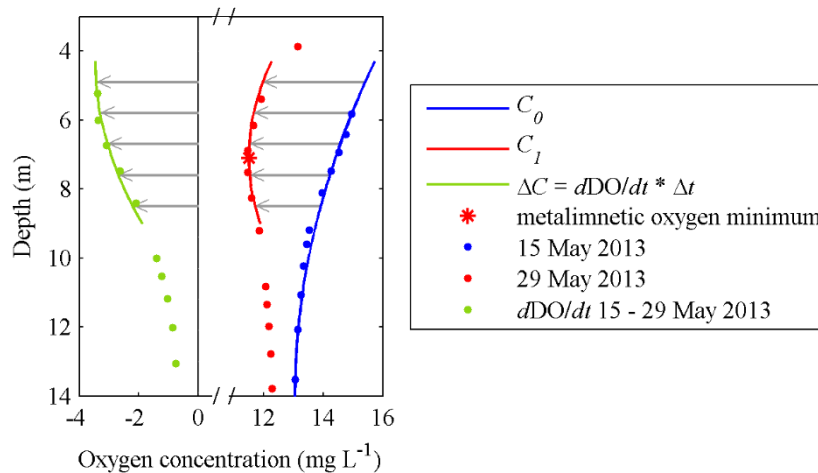 4
6
8
10
12
14
Depth (m)
-4
-2
0
12
14
16
Oxygen concentration (mg L⁻¹)
C₀
C₁
ΔC = dDO/dt * Δt
metalimnetic oxygen minimum
15 May 2013
29 May 2013
dDO/dt 15 - 29 May 2013